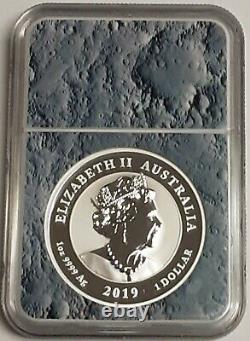 ELIZABETH II AUSTRALIA
1oz 9999 Ag 2019 1 DOLLAR